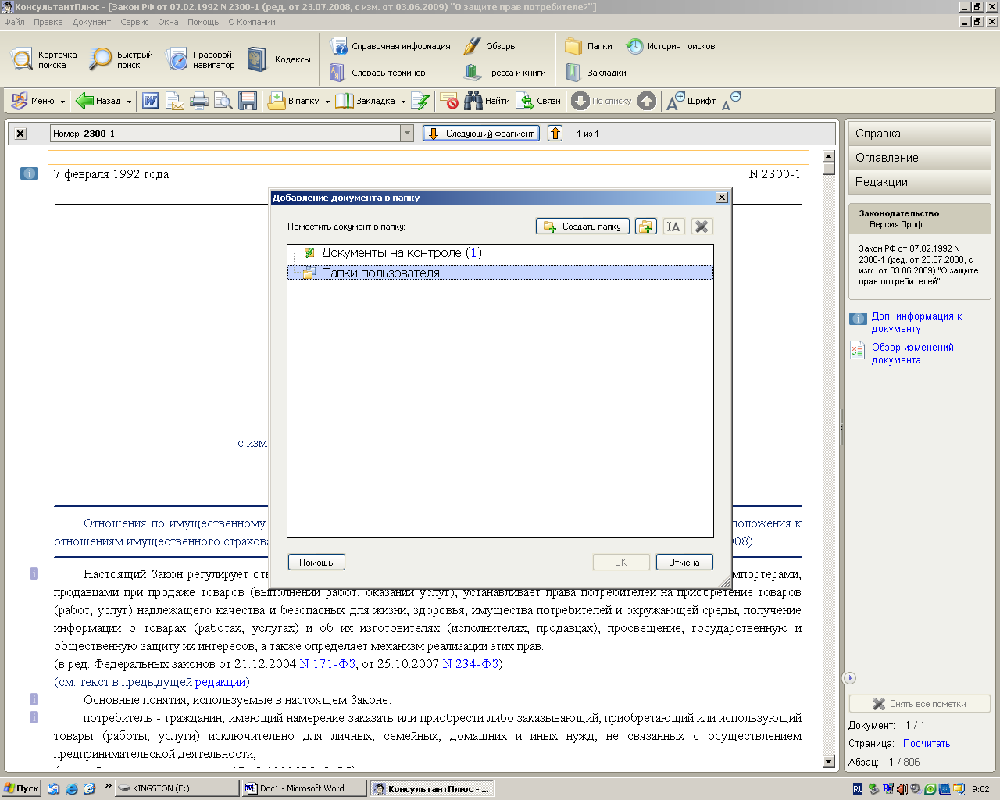 КонсультантПлюс - [Закон РФ от 07.02.1992 N 2300-1 (ред. от 23.07.2008, с изм. от 03.06.2009) "О защите прав потребителей"]
Файл Правка Документ Сервис Окна Помощь О Компании
Карточка поиска
Быстрый поиск
Правовой навигатор
Кодексы
Справочная информация
Словарь терминов
Обзоры
Пресса и книги
Папки
История поисков
Закладки
Меню Назад В папку Закладка Найти Связи По списку Шрифт
Номер: 2300-1
Следующий фрагмент
1 из 1
7 февраля 1992 года N 2300-1
Добавление документа в папку
Поместить документ в папку:
Создать папку
Документы на контроле (1)
Папки пользователя
Помощь
OK
Отмена
с изм
Отношения по имущественному
положения к
отношениям имущественного страхова
08).
Настоящий Закон регулирует от
мпортерами,
продавцами при продаже товаров (выполнении работ, оказании услуг), устанавливает права потребителей на приобретение товаров
(работ, услуг) надлежащего качества и безопасных для жизни, здоровья, имущества потребителей и окружающей среды, получение
информации о товарах (работах, услугах) и об их изготовителях (исполнителях, продавцах), просвещение, государственную и
общественную защиту их интересов, а также определяет механизм реализации этих прав.
(в ред. Федеральных законов от 21.12.2004 N 171-ФЗ, от 25.10.2007 N 234-ФЗ)
(см. текст в предыдущей редакции)
Основные понятия, используемые в настоящем Законе:
потребитель - гражданин, имеющий намерение заказать или приобрести либо заказывающий, приобретающий или использующий
товары (работы, услуги) исключительно для личных, семейных, домашних и иных нужд, не связанных с осуществлением
предпринимательской деятельности;
Справка
Оглавление
Редакции
Законодательство
Версия Проф
Закон РФ от 07.02.1992 N
2300-1 (ред. от 23.07.2008, с
изм. от 03.06.2009) "О защите
прав потребителей"
Доп. информация к
документу
Обзор изменений
документа
Снять все пометки
Документ: 1 / 1
Страница: Посчитать
Абзац: 1 / 806
Пуск
»
KINGSTON (F:)
Doc1 - Microsoft Word
КонсультантПлюс - ...
RU
9:02